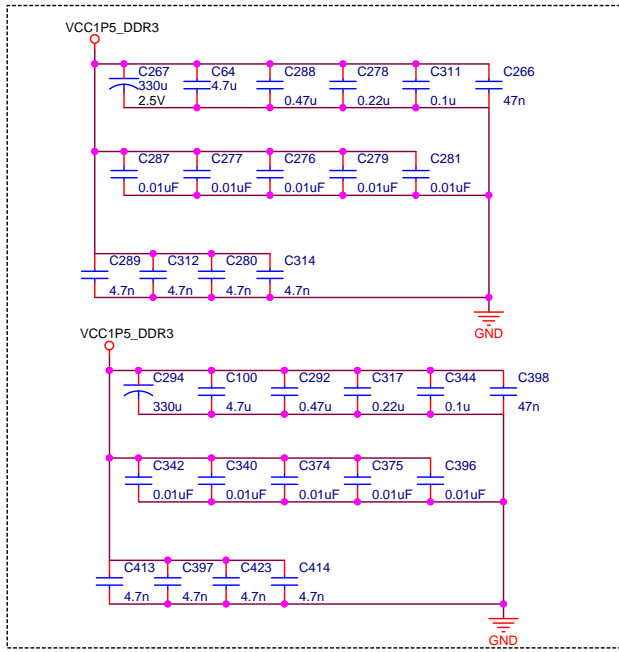 VCC1P5_DDR3
C267 C64 C288 C278 C311 C266
330u 4.7u
2.5V 0.47u 0.22u 0.1u 47n
C287 C277 C276 C279 C281
0.01uF 0.01uF 0.01uF 0.01uF 0.01uF
C289 C312 C280 C314
4.7n 4.7n 4.7n 4.7n
GND
VCC1P5_DDR3
C294 C100 C292 C317 C344 C398
330u 4.7u 0.47u 0.22u 0.1u 47n
C342 C340 C374 C375 C396
0.01uF 0.01uF 0.01uF 0.01uF 0.01uF
C413 C397 C423 C414
4.7n 4.7n 4.7n 4.7n
GND